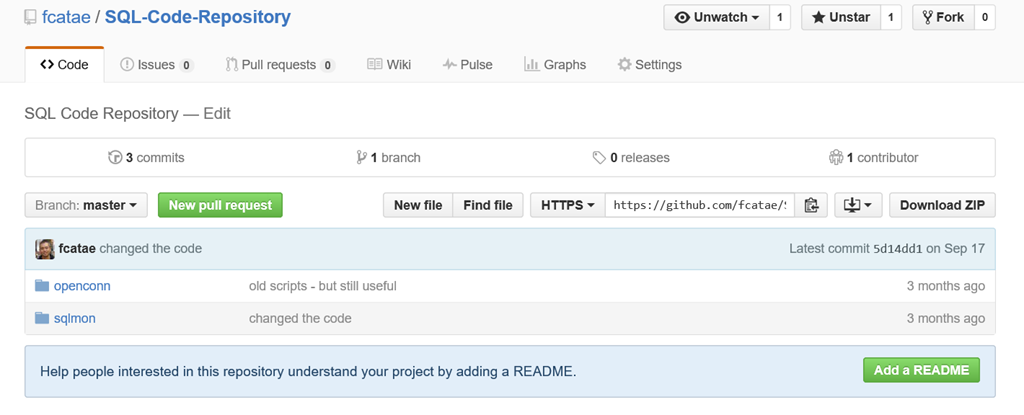 fcatae / SQL-Code-Repository Unwatch 1 Unstar 1 Fork 0
Code Issues 0 Pull requests 0 Wiki Pulse Graphs Settings
SQL Code Repository — Edit
3 commits 1 branch 0 releases 1 contributor
Branch: master New pull request New file Find file HTTPS https://github.com/fcatae/S Download ZIP
fcatae changed the code Latest commit 5d14dd1 on Sep 17
openconn old scripts - but still useful 3 months ago
sqlmon changed the code 3 months ago
Help people interested in this repository understand your project by adding a README. Add a README